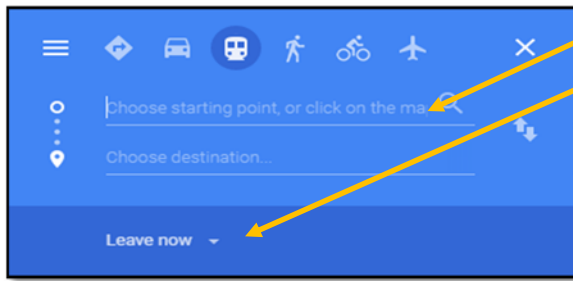 Choose starting point, or click on the ma
Choose destination...
Leave now